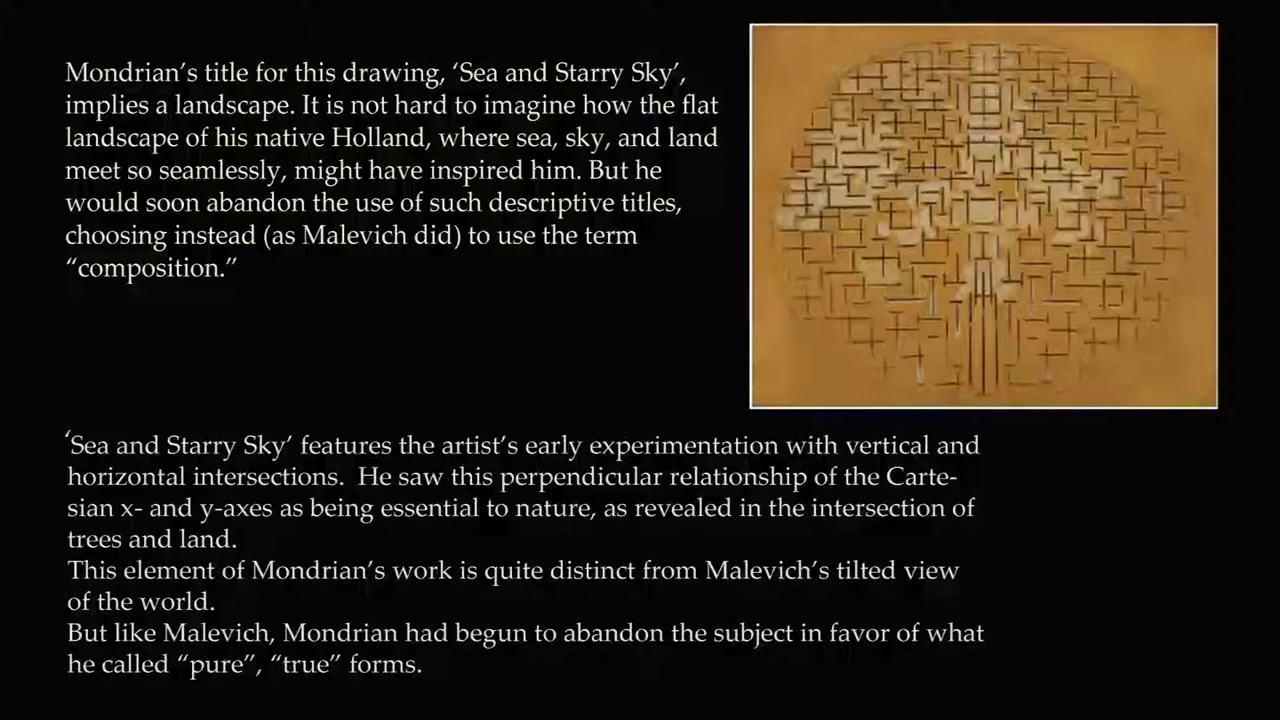 Mondrian’s title for this drawing, ‘Sea and Starry Sky’,
implies a landscape. It is not hard to imagine how the flat
landscape of his native Holland, where sea, sky, and land
meet so seamlessly, might have inspired him. But he
would soon abandon the use of such descriptive titles,
choosing instead (as Malevich did) to use the term
“composition.”
‘Sea and Starry Sky’ features the artist’s early experimentation with vertical and
horizontal intersections.  He saw this perpendicular relationship of the Carte-
sian x- and y-axes as being essential to nature, as revealed in the intersection of
trees and land.
This element of Mondrian’s work is quite distinct from Malevich’s tilted view
of the world.
But like Malevich, Mondrian had begun to abandon the subject in favor of what
he called “pure”, “true” forms.